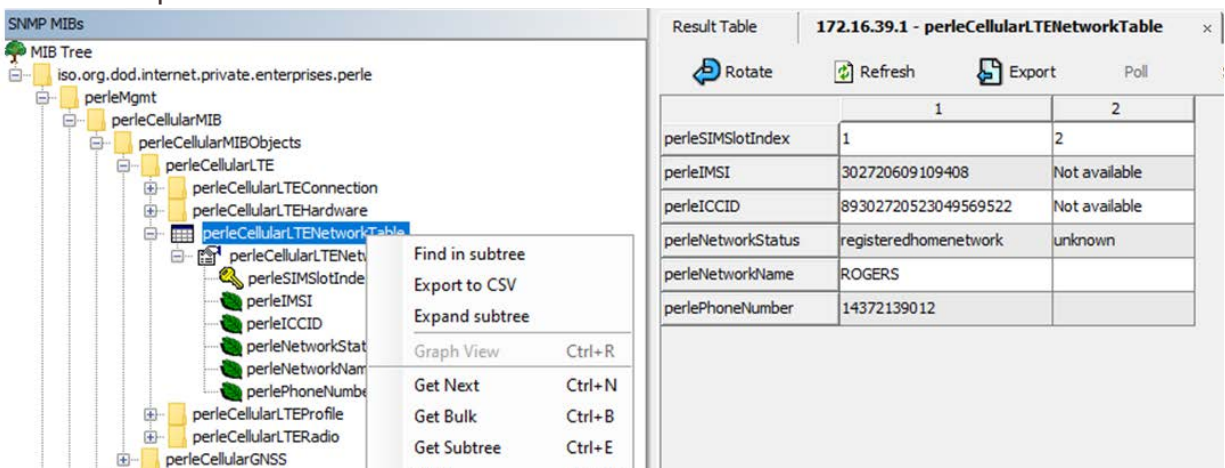 SNMP MIBs
MIB Tree
iso.org.dod.internet.private.enterprises.perle
perleMgmt
perleCellularMIB
perleCellularMIBObjects
perleCellularLTE
perleCellularLTEConnection
perleCellularLTEHardware
perleCellularLTENetworkTable
perleCellularLTENetw
perleSIMSlotInde
perleIMSI
perleICCID
perleNetworkStat
perleNetworkNam
perlePhoneNumbe
perleCellularLTEProfile
perleCellularLTERadio
perleCellularGNSS
Find in subtree
Export to CSV
Expand subtree
Graph View Ctrl+R
Get Next Ctrl+N
Get Bulk Ctrl+B
Get Subtree Ctrl+E
Result Table 172.16.39.1 - perleCellularLTENetworkTable ×
Rotate Refresh Export Poll
1 2
perleSIMSlotIndex 1 2
perleIMSI 302720609109408 Not available
perleICCID 89302720523049569522 Not available
perleNetworkStatus registeredhomenetwork unknown
perleNetworkName ROGERS
perlePhoneNumber 14372139012